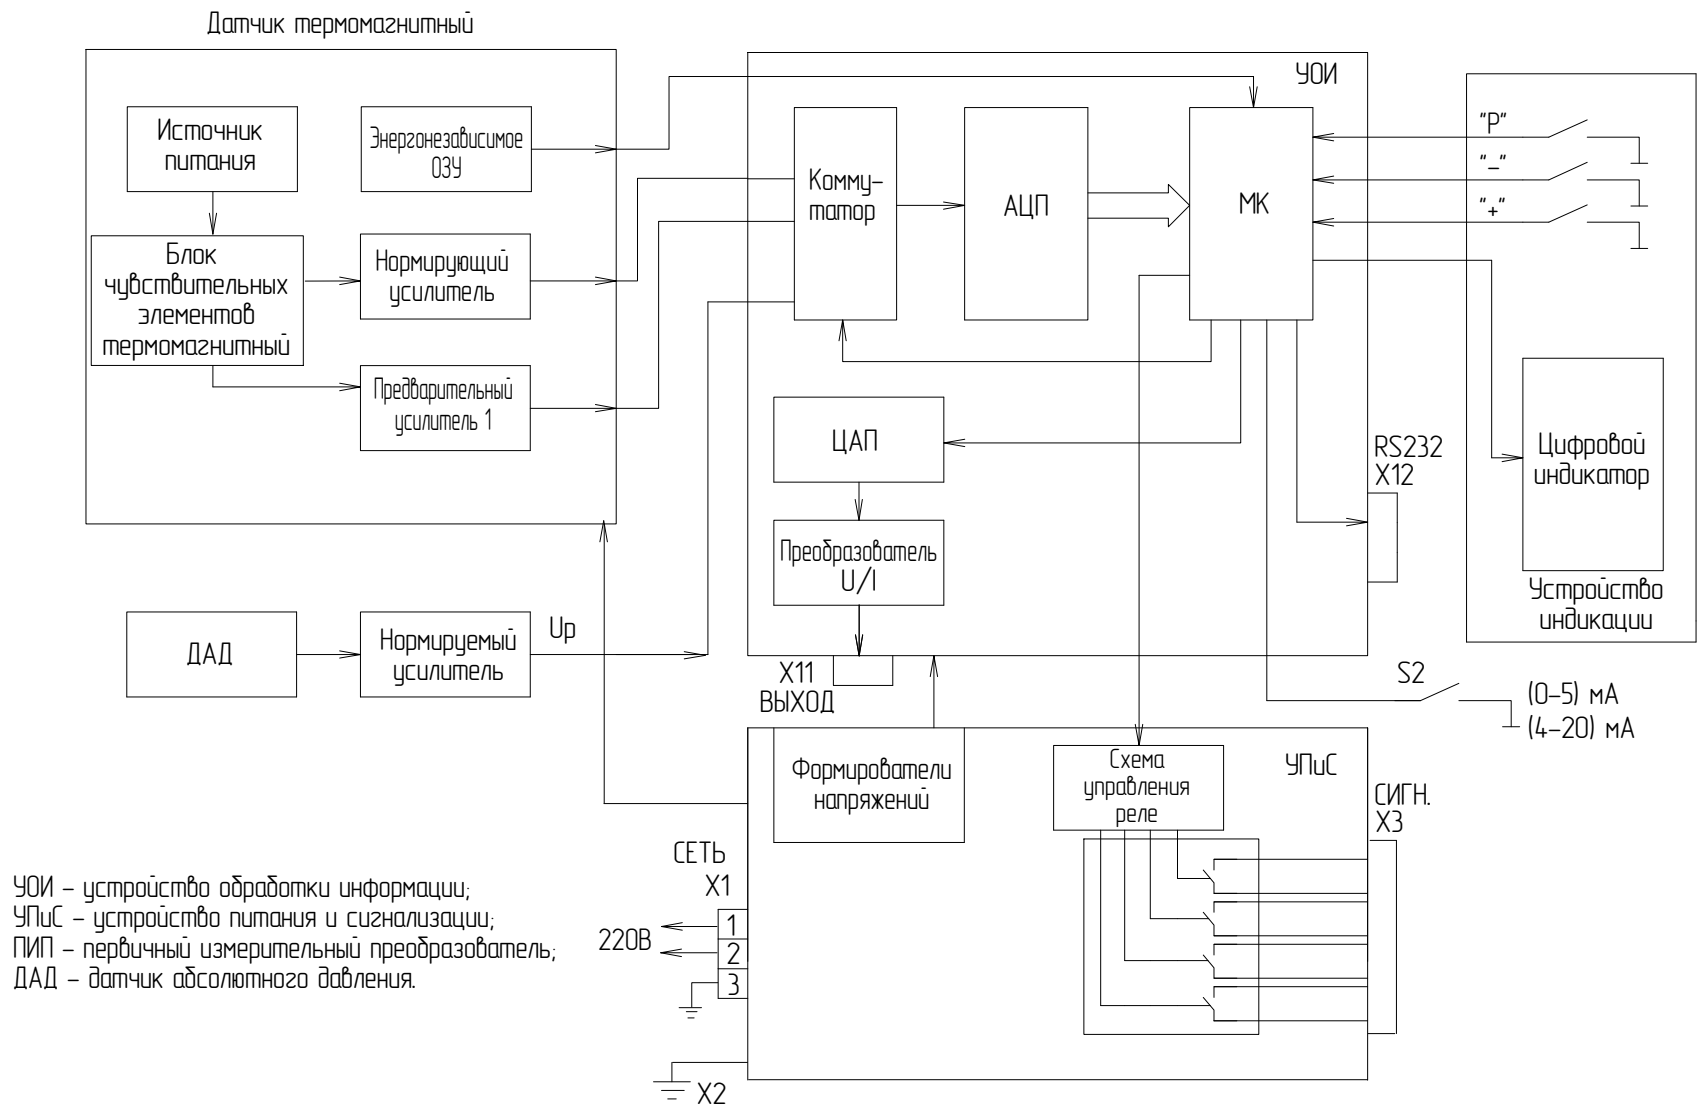 Датчик термомагнитный
Источник
питания
Энергонезависимое
ОЗУ
Блок
чувствительных
элементов
термомагнитный
Нормирующий
усилитель
Предварительный
усилитель 1
ДАД
Нормируемый
усилитель
Up
УОИ
Комму-
татор
АЦП
МК
ЦАП
Преобразователь
U/I
X11
ВЫХОД
RS232
X12
"Р"
"–"
"+"
Цифровой
индикатор
Устройство
индикации
S2
(0–5) мА
(4–20) мА
УПиС
Формирователи
напряжений
Схема
управления
реле
СИГН.
X3
СЕТЬ
X1
220В
1
2
3
X2
УОИ – устройство обработки информации;
УПиС – устройство питания и сигнализации;
ПИП – первичный измерительный преобразователь;
ДАД – датчик абсолютного давления.